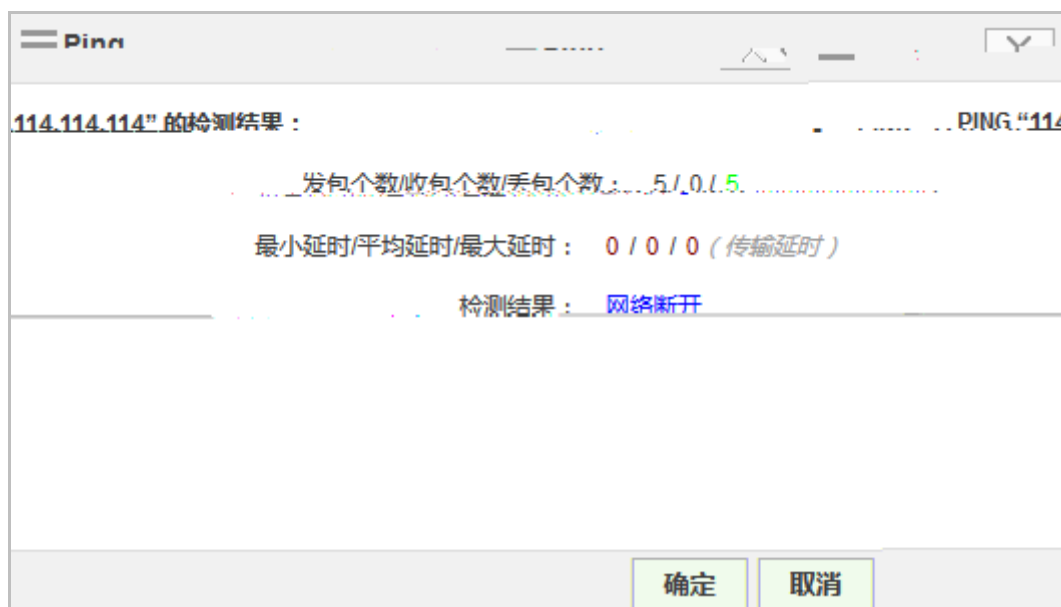 Ping
PING “114.114.114.114” 的检测结果：
发包个数/收包个数/丢包个数： 5 / 0 / 5
最小延时/平均延时/最大延时： 0 / 0 / 0（传输延时）
检测结果： 网络断开
确定 取消